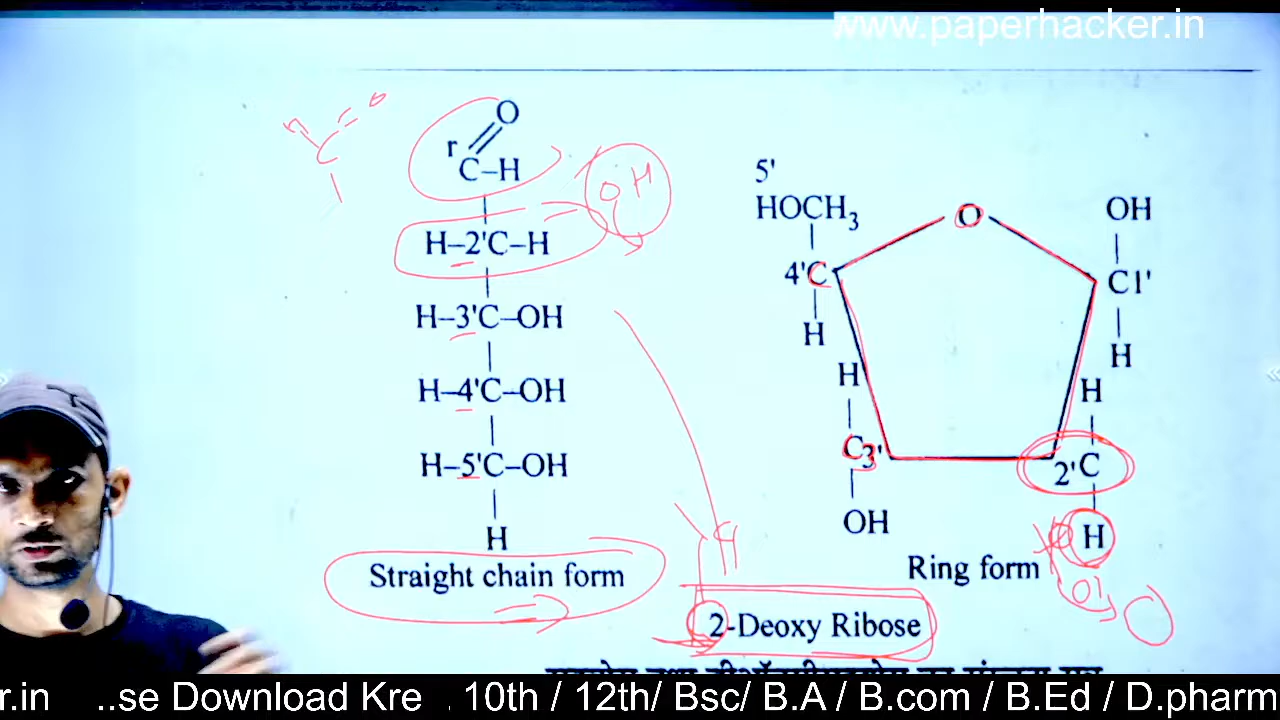 www.paperhacker.in
O
r
C–H
O
OH
H–2'C–H
H–3'C–OH
H–4'C–OH
H–5'C–OH
H
Straight chain form
5'
HOCH₃
O
OH
4'C
C1'
H
H
H
H
C3'
2'C
OH
H
Ring form
2-Deoxy Ribose
r.in ..se Download Kre . 10th / 12th/ Bsc/ B.A / B.com / B.Ed / D.pharm